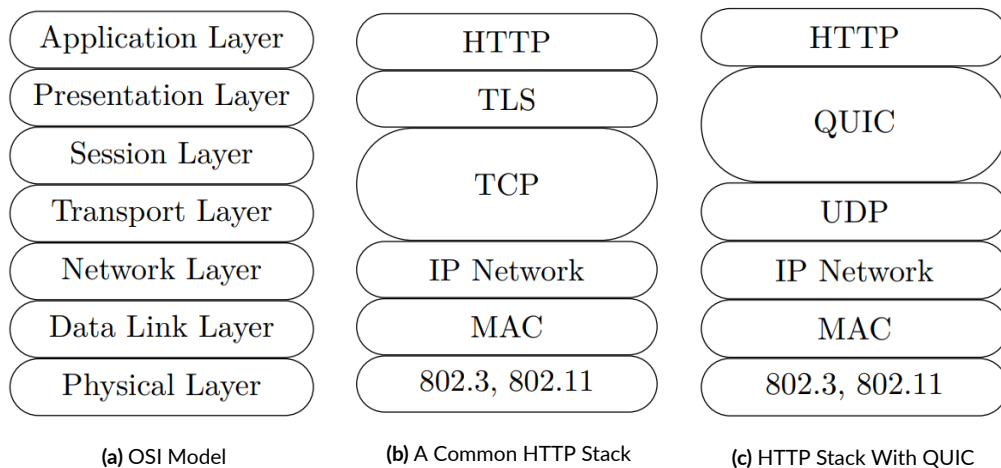 Application Layer
Presentation Layer
Session Layer
Transport Layer
Network Layer
Data Link Layer
Physical Layer
(a) OSI Model
HTTP
TLS
TCP
IP Network
MAC
802.3, 802.11
(b) A Common HTTP Stack
HTTP
QUIC
UDP
IP Network
MAC
802.3, 802.11
(c) HTTP Stack With QUIC